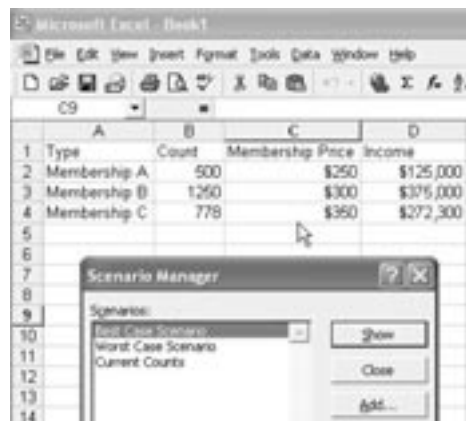 Microsoft Excel - Book1
File Edit View Insert Format Tools Data Window Help
C9 =
A B C D
1 Type Count Membership Price Income
2 Membership A 500 $250 $125,000
3 Membership B 1250 $300 $375,000
4 Membership C 778 $350 $272,300
5
6
7
8
9
10
11
12
13
14
Scenario Manager
Scenarios:
Best Case Scenario
Worst Case Scenario
Current Counts
Show
Close
Add...